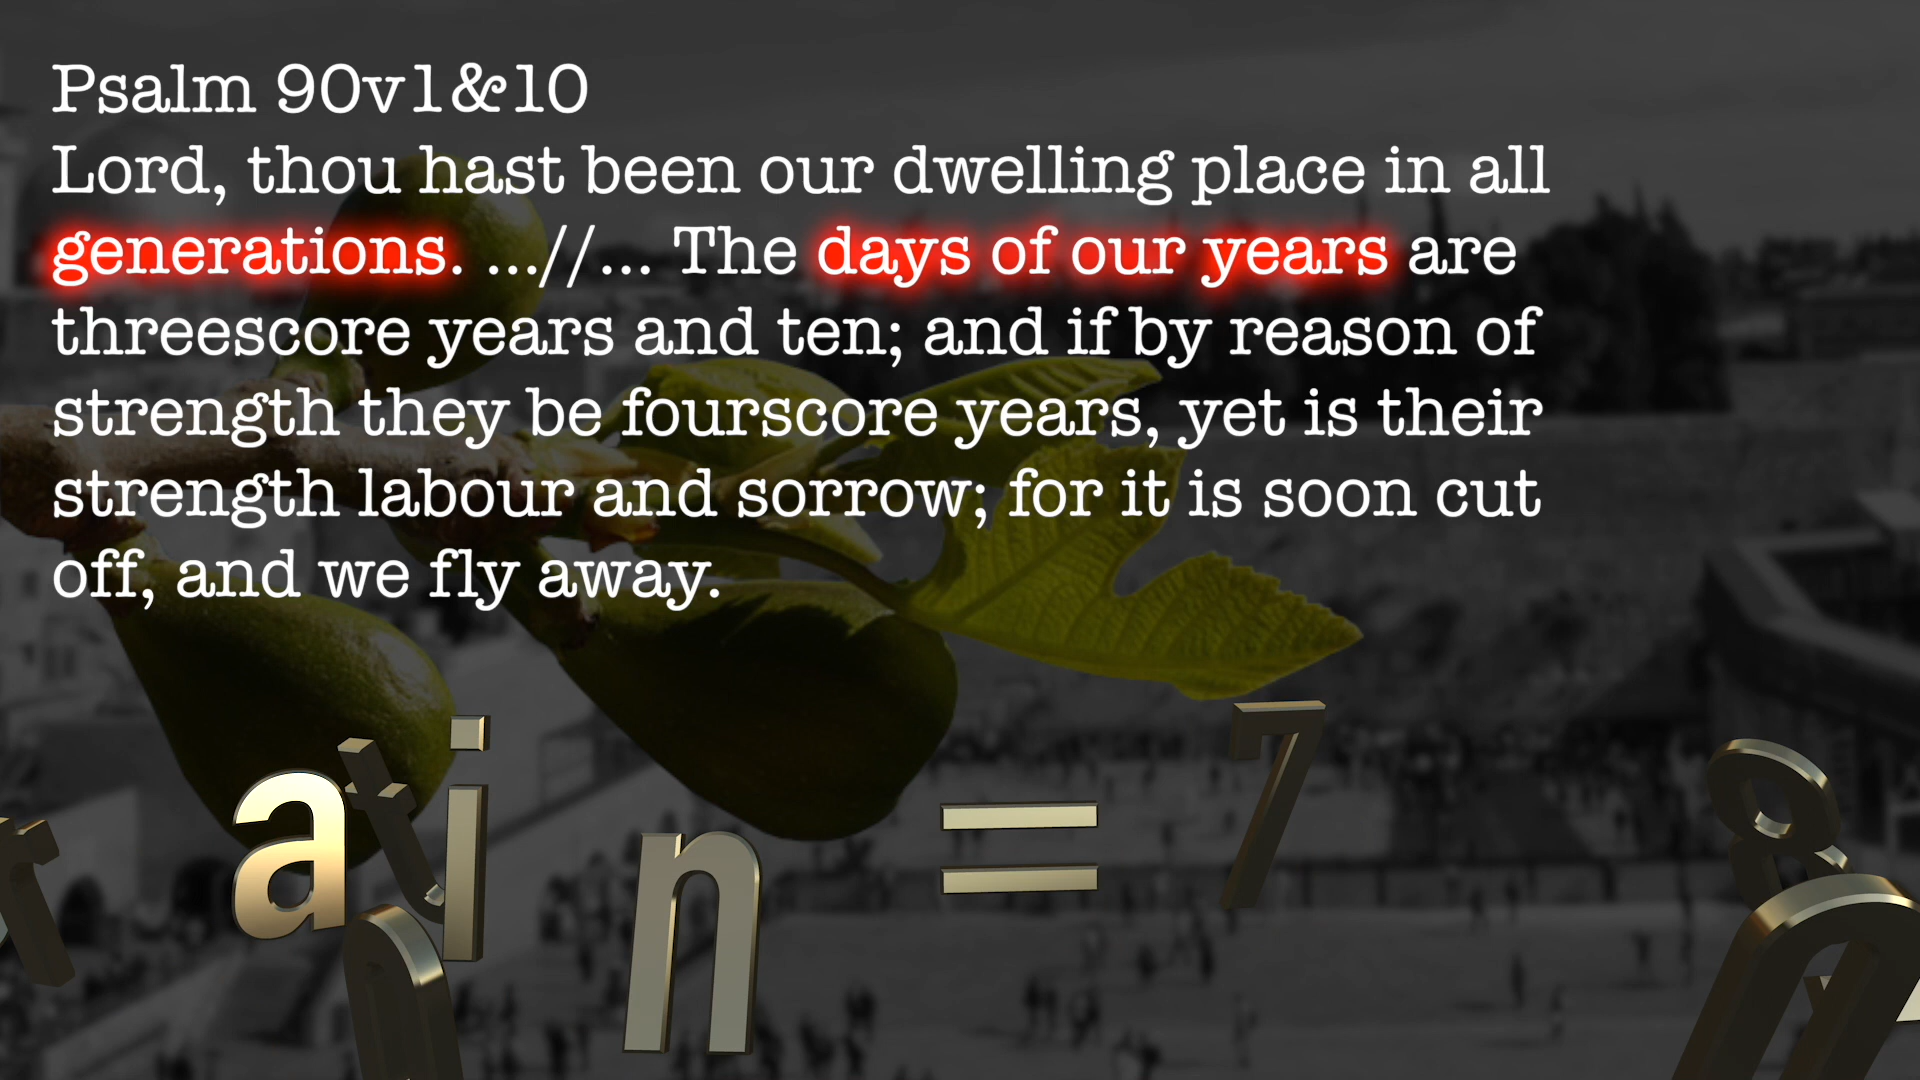 Psalm 90v1&10
Lord, thou hast been our dwelling place in all
generations. ...//... The days of our years are
threescore years and ten; and if by reason of
strength they be fourscore years, yet is their
strength labour and sorrow; for it is soon cut
off, and we fly away.
r a t i n = 7